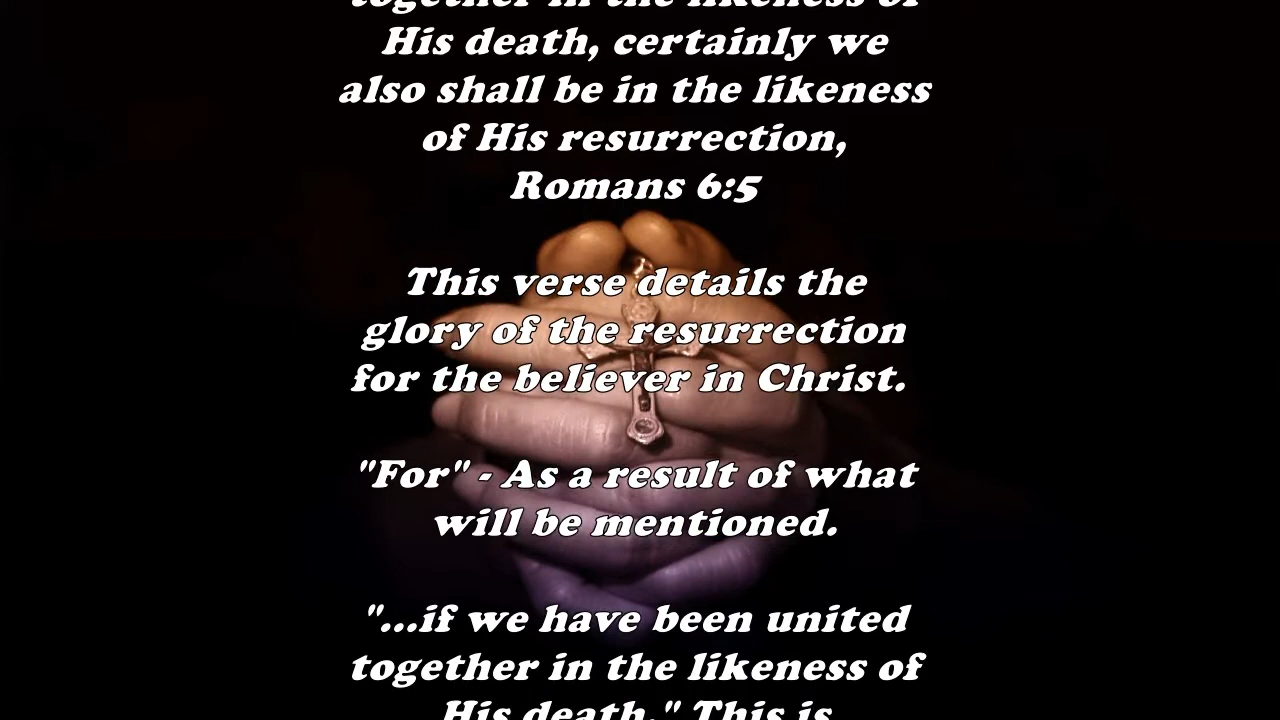 together in the likeness of
His death, certainly we
also shall be in the likeness
of His resurrection,
Romans 6:5
This verse details the
glory of the resurrection
for the believer in Christ.
"For" - As a result of what
will be mentioned.
"...if we have been united
together in the likeness of
His death." This is